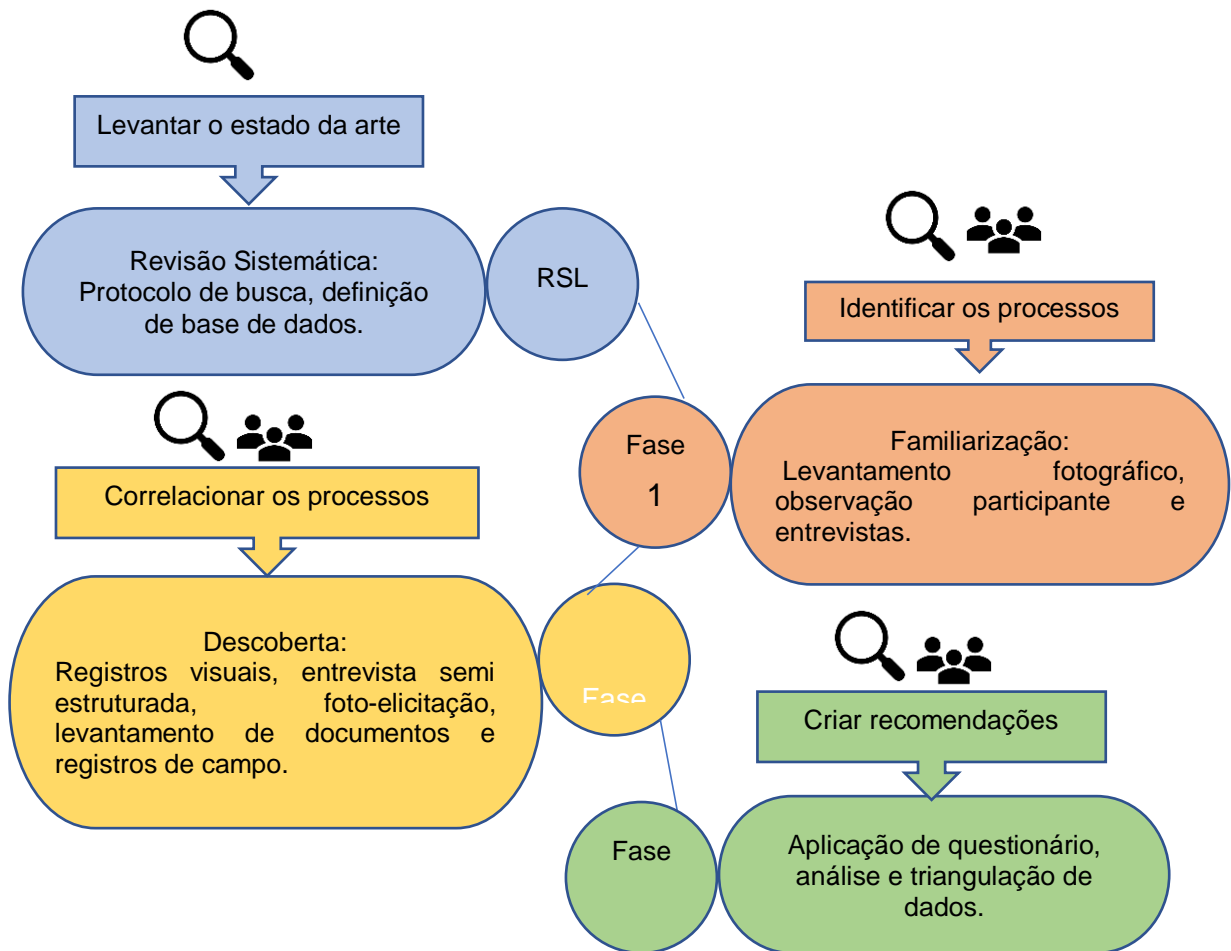 Levantar o estado da arte
Revisão Sistemática:
Protocolo de busca, definição
de base de dados.
RSL
Identificar os processos
Familiarização:
Levantamento fotográfico,
observação participante e
entrevistas.
Fase
1
Correlacionar os processos
Descoberta:
Registros visuais, entrevista semi
estruturada, foto-elicitação,
levantamento de documentos e
registros de campo.
Fase
Criar recomendações
Aplicação de questionário,
análise e triangulação de
dados.
Fase